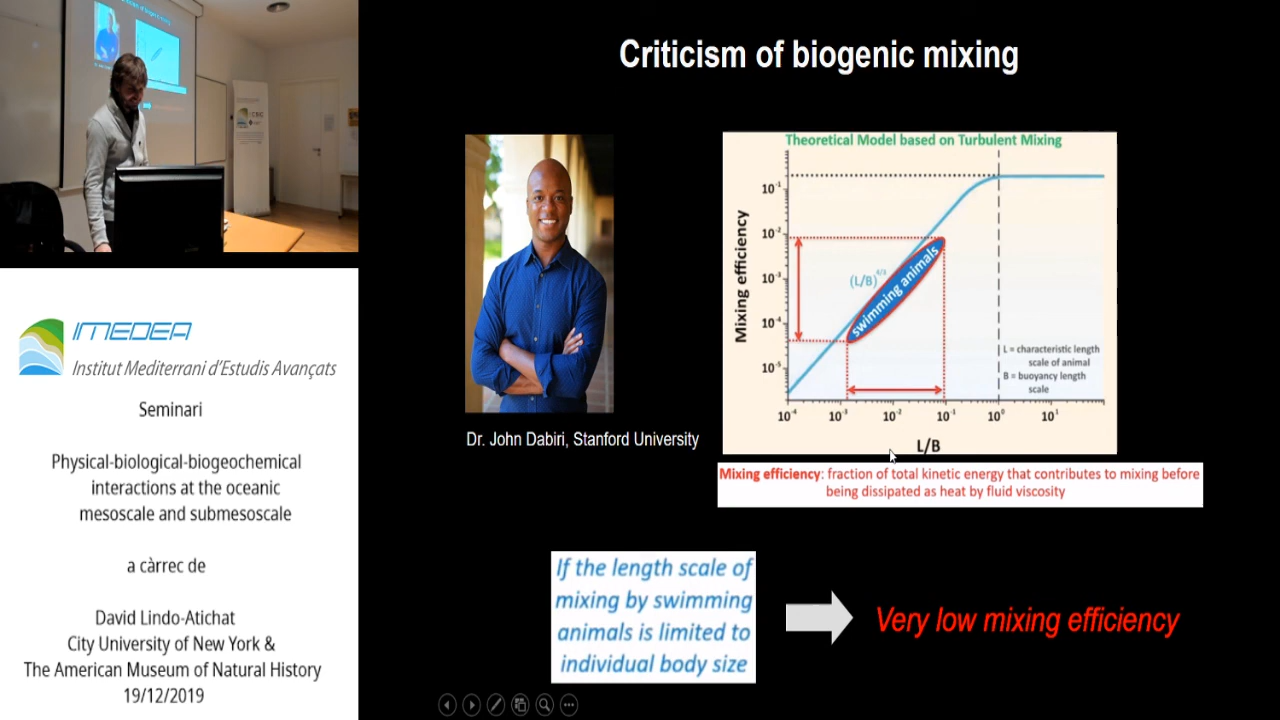 Criticism of biogenic mixing
IMEDEA
Institut Mediterrani d'Estudis Avançats
Seminari
Physical-biological-biogeochemical
interactions at the oceanic
mesoscale and submesoscale
a càrrec de
David Lindo-Atichat
City University of New York &
The American Museum of Natural History
19/12/2019
Dr. John Dabiri, Stanford University
Theoretical Model based on Turbulent Mixing
Mixing efficiency
10⁻¹
10⁻²
10⁻³
10⁻⁴
10⁻⁵
(L/B)
swimming animals
L = characteristic length
scale of animal
B = buoyancy length
scale
10⁻⁴ 10⁻³ 10⁻² 10⁻¹ 10⁰ 10¹
L/B
Mixing efficiency: fraction of total kinetic energy that contributes to mixing before
being dissipated as heat by fluid viscosity
If the length scale of
mixing by swimming
animals is limited to
individual body size
Very low mixing efficiency